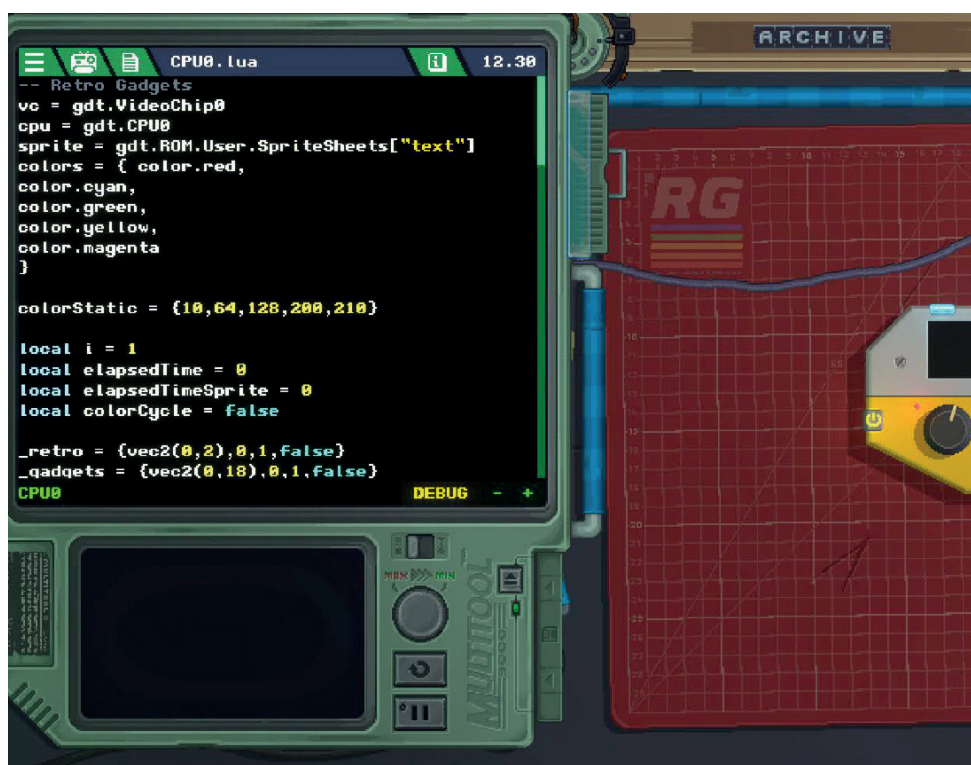 ARCHIVE
CPU0.lua
12.30
-- Retro Gadgets
vc = gdt.VideoChip0
cpu = gdt.CPU0
sprite = gdt.ROM.User.SpriteSheets["text"]
colors = { color.red,
color.cyan,
color.green,
color.yellow,
color.magenta
}
colorStatic = {10,64,128,200,210}
local i = 1
local elapsedTime = 0
local elapsedTimeSprite = 0
local colorCycle = false
_retro = {vec2(0,2),0,1,false}
_gadgets = {vec2(0,18),0,1,false}
CPU0
DEBUG - +
RG
MAX MIN
MULTITOOL
3000